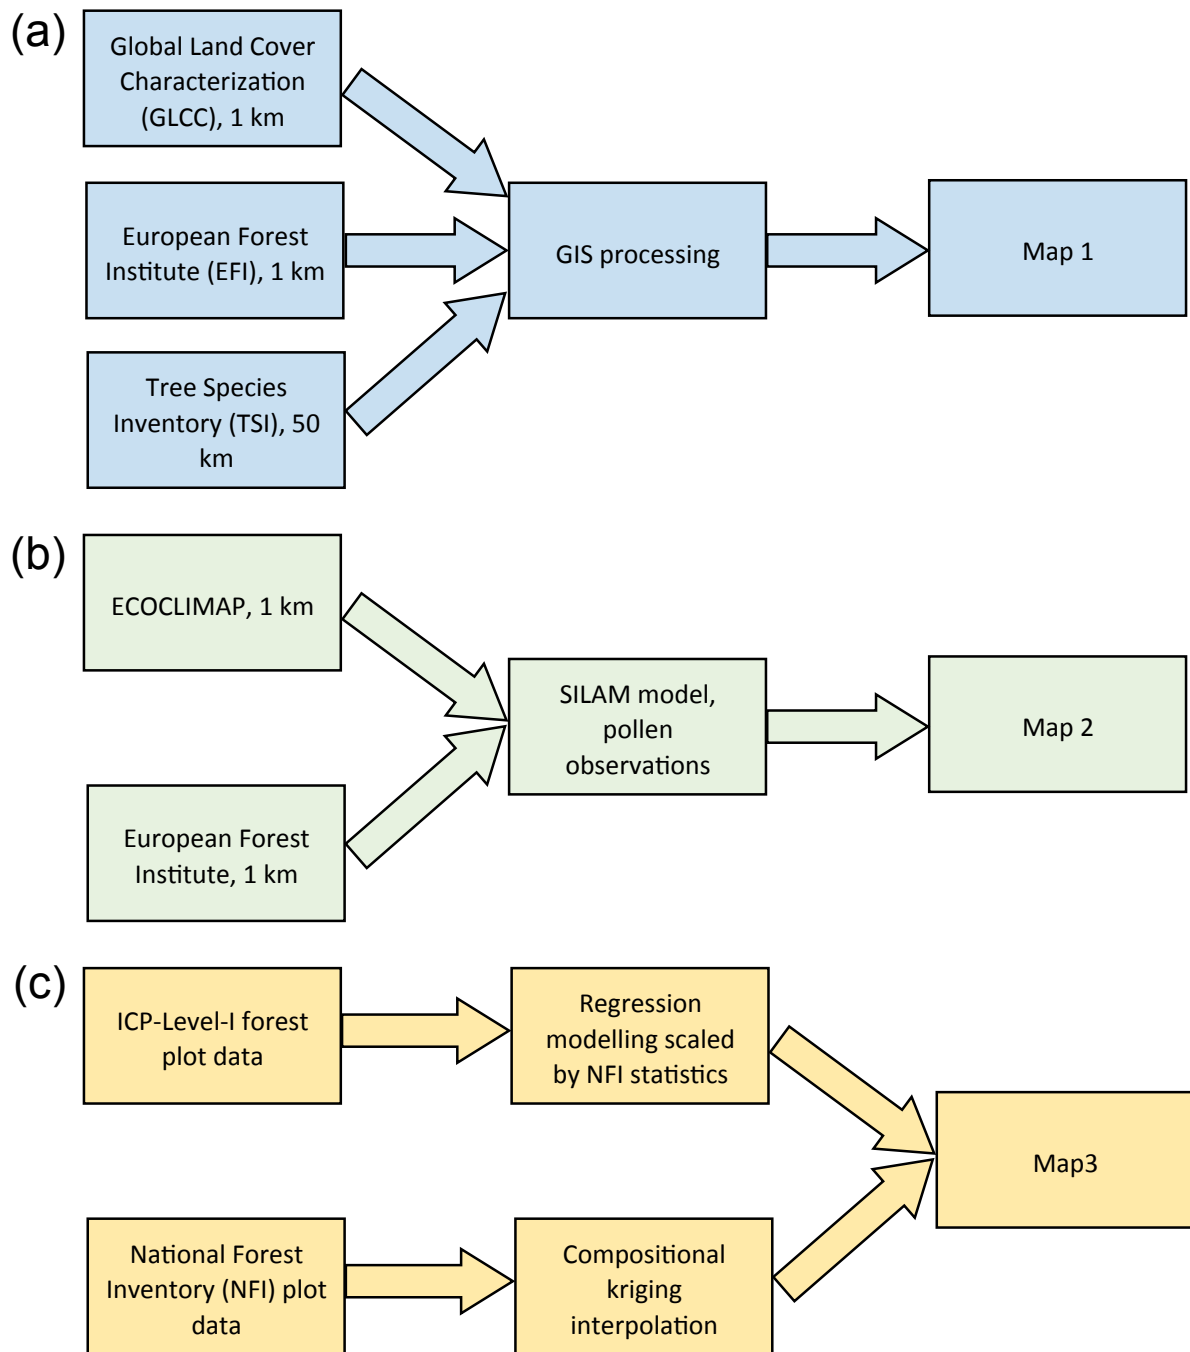 (a)
Global Land Cover
Characterization
(GLCC), 1 km
European Forest
Institute (EFI), 1 km
Tree Species
Inventory (TSI), 50
km
GIS processing
Map 1
(b)
ECOCLIMAP, 1 km
European Forest
Institute, 1 km
SILAM model,
pollen
observations
Map 2
(c)
ICP-Level-I forest
plot data
Regression
modelling scaled
by NFI statistics
National Forest
Inventory (NFI) plot
data
Compositional
kriging
interpolation
Map3